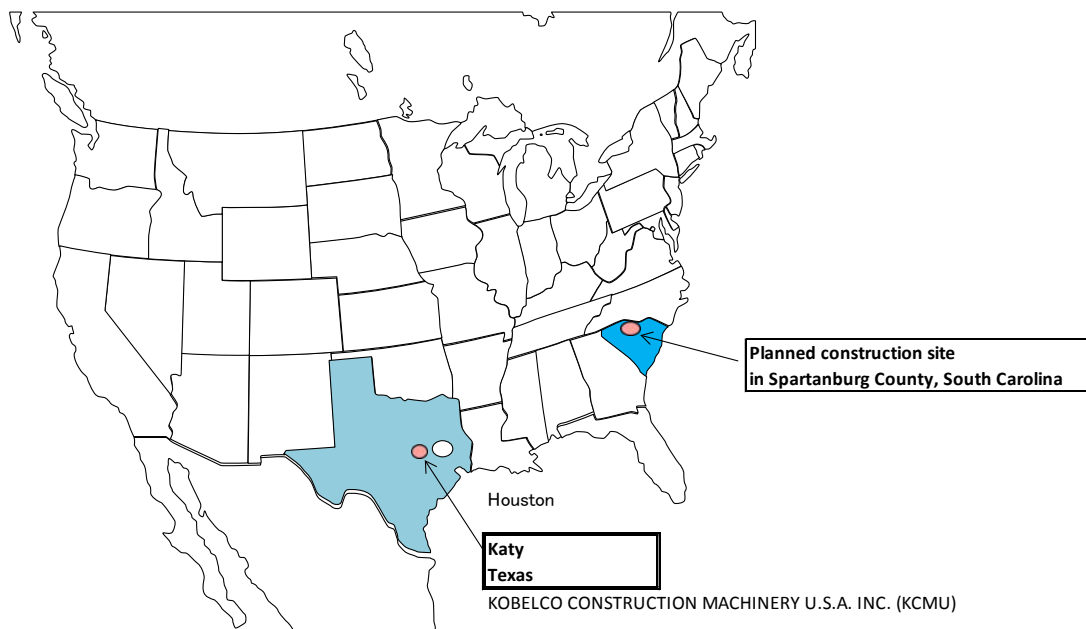 Planned construction site
in Spartanburg County, South Carolina
Houston
Katy
Texas
KOBELCO CONSTRUCTION MACHINERY U.S.A. INC. (KCMU)